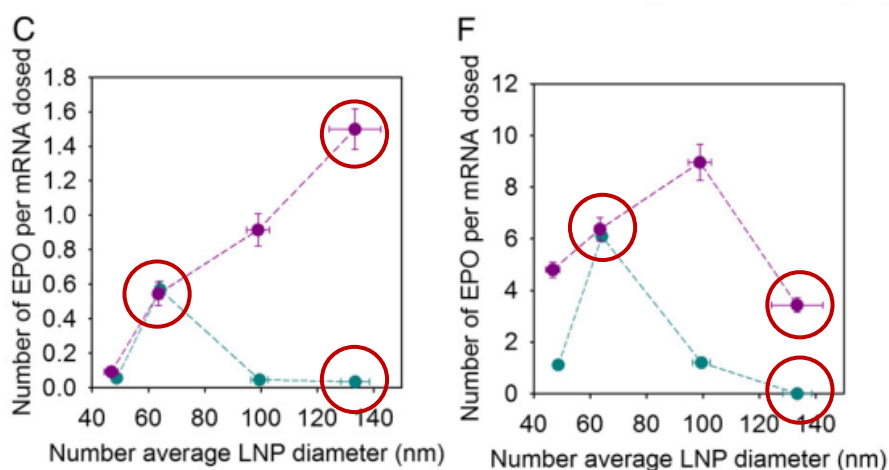 C
Number of EPO per mRNA dosed
1.8
1.6
1.4
1.2
1.0
0.8
0.6
0.4
0.2
0.0
40 60 80 100 120 140
Number average LNP diameter (nm)
F
Number of EPO per mRNA dosed
12
10
8
6
4
2
0
40 60 80 100 120 140
Number average LNP diameter (nm)